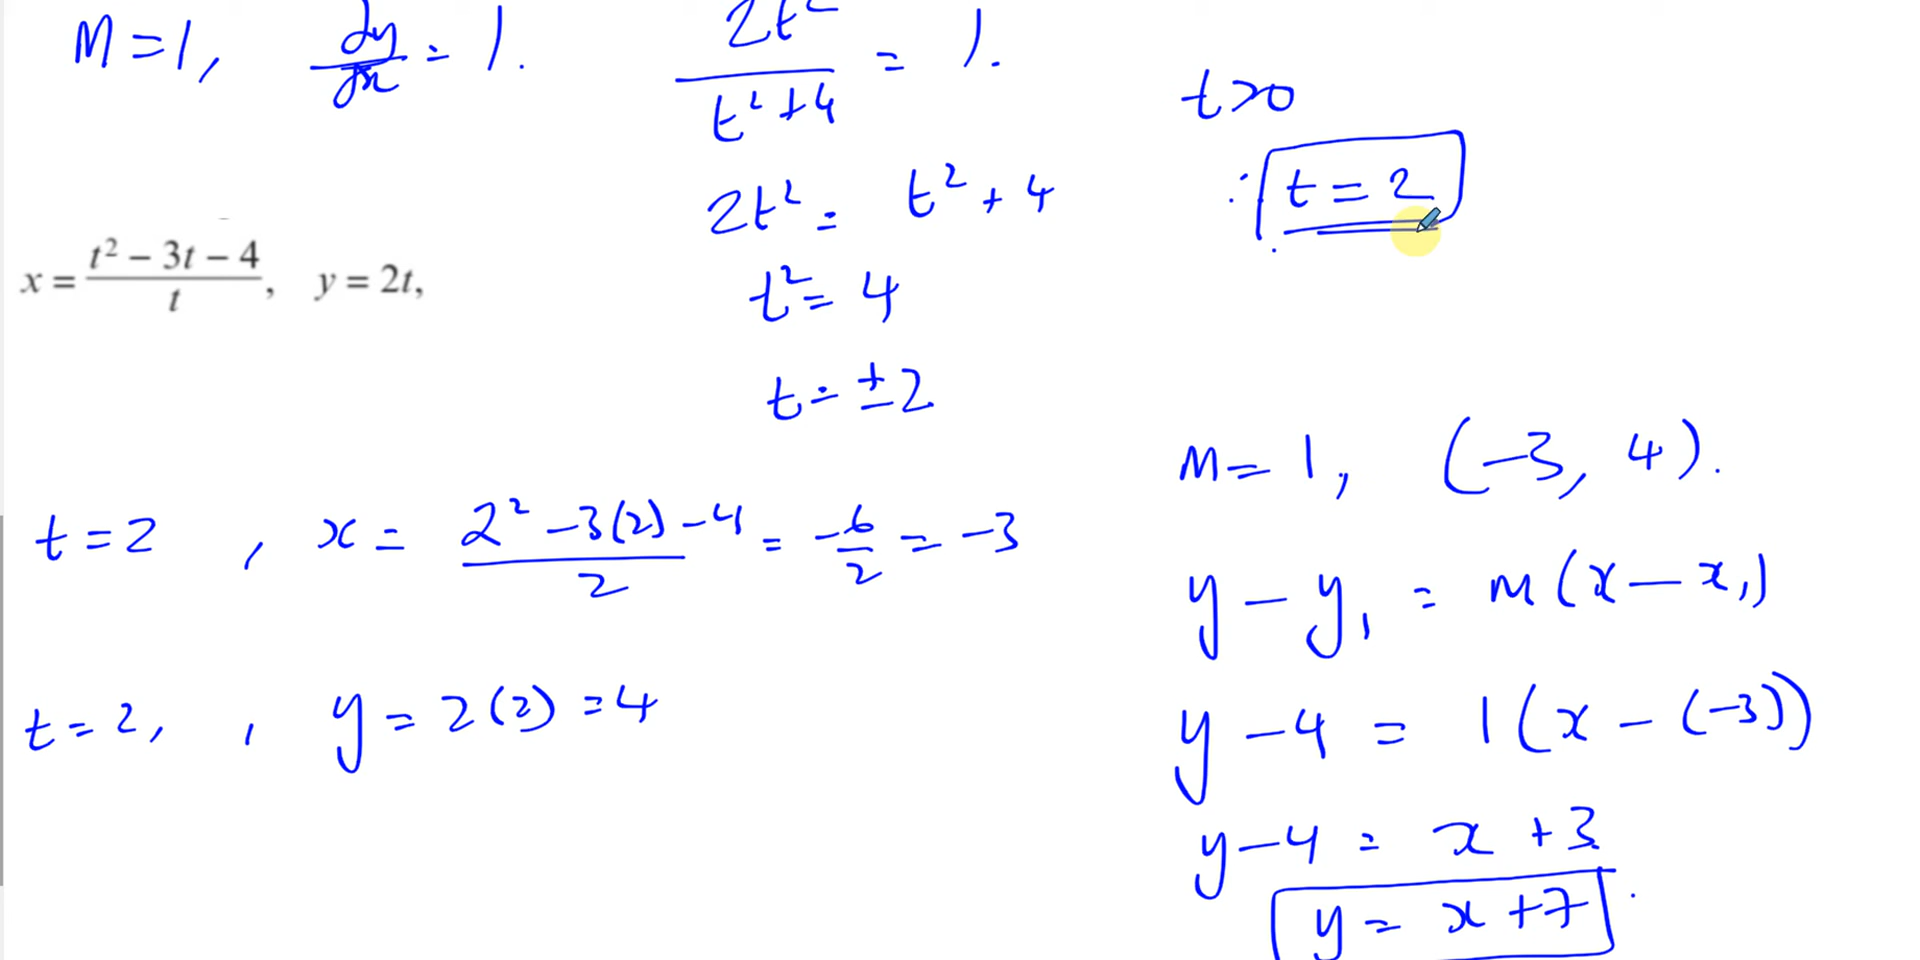 M = 1, dy/dx = 1. 2t²/(t² + 4) = 1.
t > 0
∴ t = 2
2t² = t² + 4
x = (t² − 3t − 4)/t, y = 2t,
t² = 4
t = ±2
m = 1, (−3, 4).
t = 2, x = (2² − 3(2) − 4)/2 = −6/2 = −3
y − y₁ = m(x − x₁)
t = 2, , y = 2(2) = 4
y − 4 = 1(x − (−3))
y − 4 = x + 3
y = x + 7.